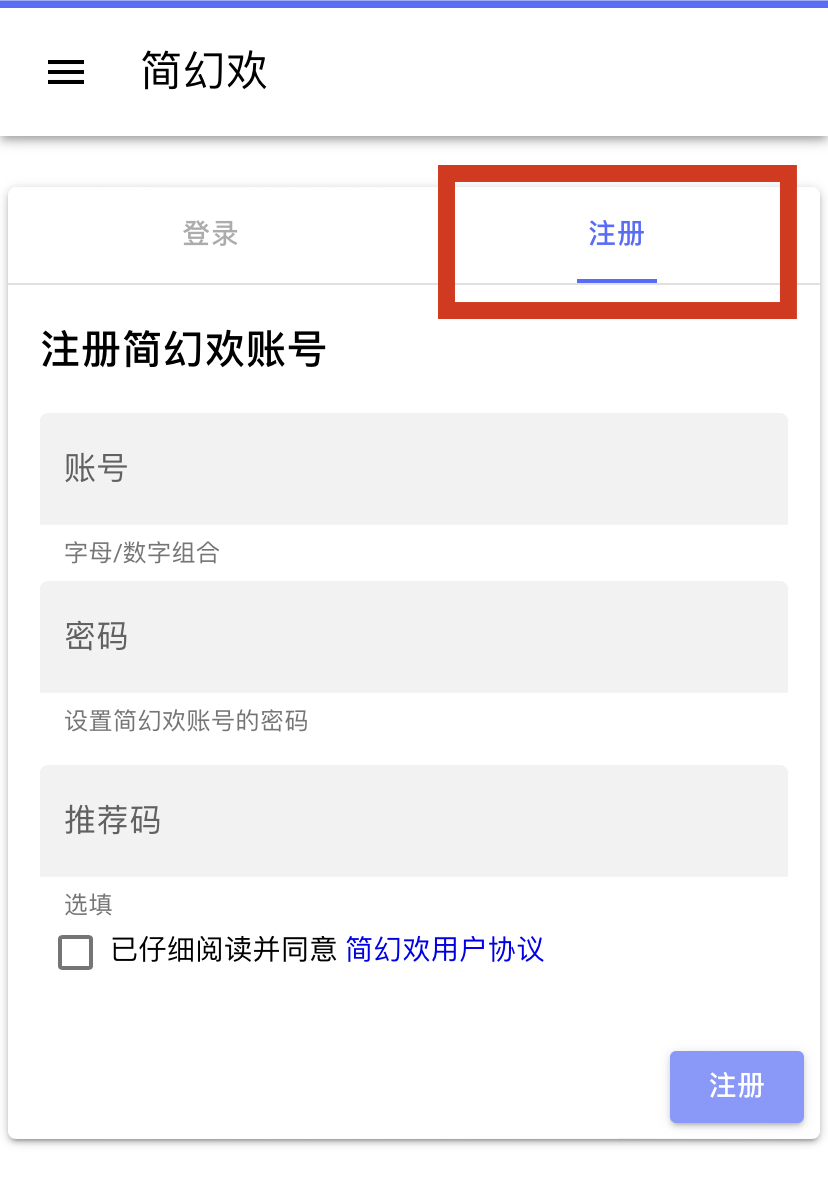 简幻欢
登录
注册
注册简幻欢账号
账号
字母/数字组合
密码
设置简幻欢账号的密码
推荐码
选填
已仔细阅读并同意 简幻欢用户协议
注册